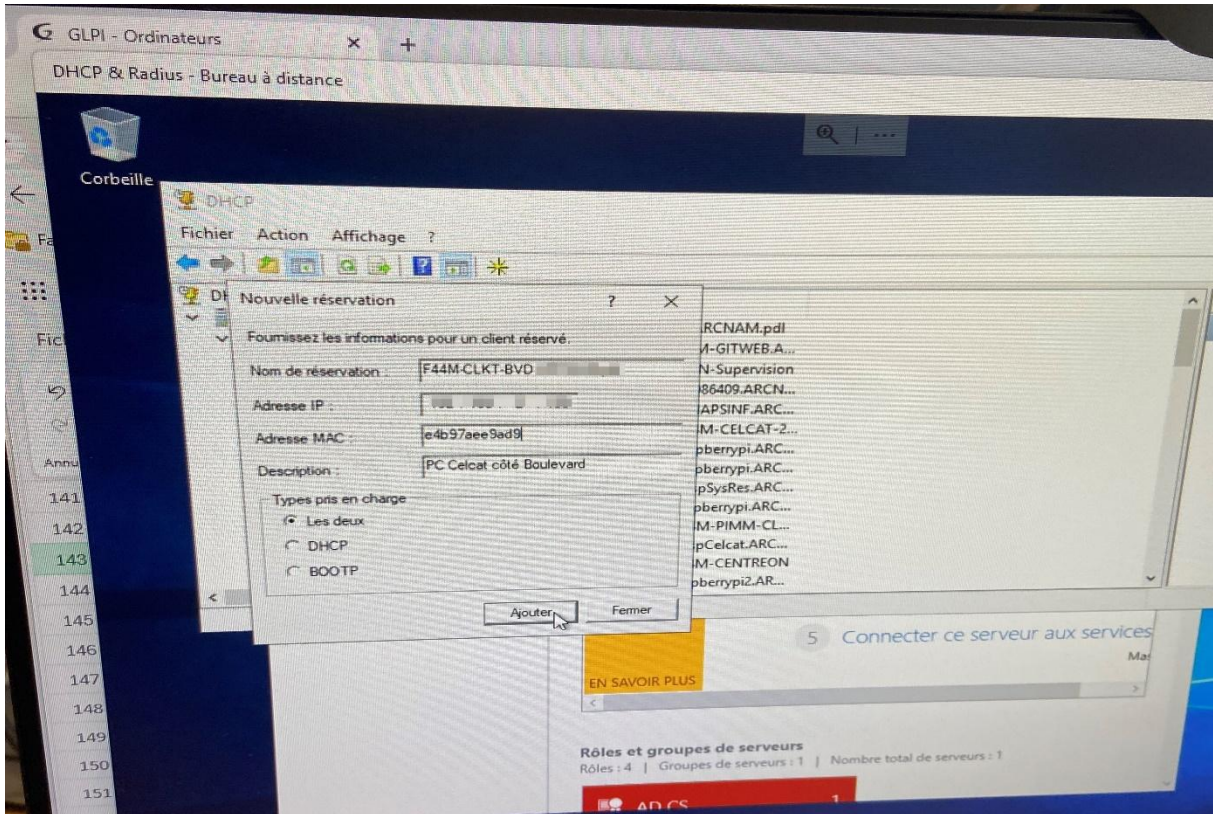 GLPI - Ordinateurs
DHCP & Radius - Bureau à distance
Corbeille
DHCP
Fichier Action Affichage ?
Nouvelle réservation ?
Fournissez les informations pour un client réservé.
Nom de réservation : F44M-CLKT-BVD
Adresse IP :
Adresse MAC : e4b97aee9ad9
Description : PC Celcat côté Boulevard
Types pris en charge
Les deux
DHCP
BOOTP
Ajouter Fermer
RCNAM.pdl
M-GITWEB.A...
N-Supervision
86409.ARCN...
APSINF.ARC...
M-CELCAT-2...
pberrypi.ARC...
pberrypi.ARC...
pSysRes.ARC...
pberrypi.ARC...
M-PIMM-CL...
pCelcat.ARC...
M-CENTREON
pberrypi2.AR...
Fic
Annu
141
142
143
144
145
146
147
148
149
150
151
5 Connecter ce serveur aux services
EN SAVOIR PLUS
Rôles et groupes de serveurs
Rôles : 4 | Groupes de serveurs : 1 | Nombre total de serveurs : 1
AD CS 1